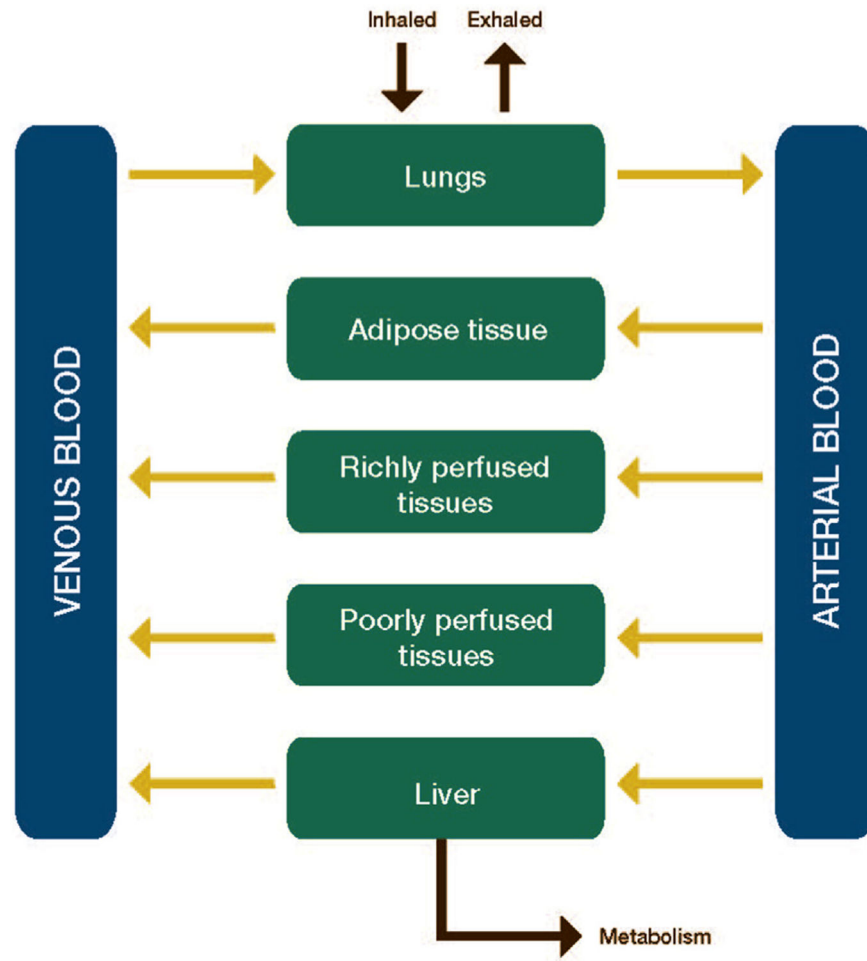 Inhaled Exhaled
Lungs
Adipose tissue
Richly perfused
tissues
Poorly perfused
tissues
Liver
Metabolism
VENOUS BLOOD
ARTERIAL BLOOD